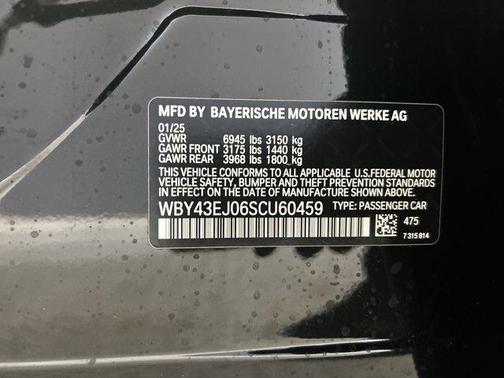 MFD BY BAYERISCHE MOTOREN WERKE AG
01/25
GVWR 6945 lbs 3150 kg
GAWR FRONT 3175 lbs 1440 kg
GAWR REAR 3968 lbs 1800 kg
THIS VEHICLE CONFORMS TO ALL APPLICABLE U.S.FEDERAL MOTOR
VEHICLE SAFETY, BUMPER, AND THEFT PREVENTION STANDARDS
IN EFFECT ON THE DATE OF MANUFACTURE SHOWN ABOVE.
WBY43EJ06SCU60459 TYPE: PASSENGER CAR
475
7 315 814